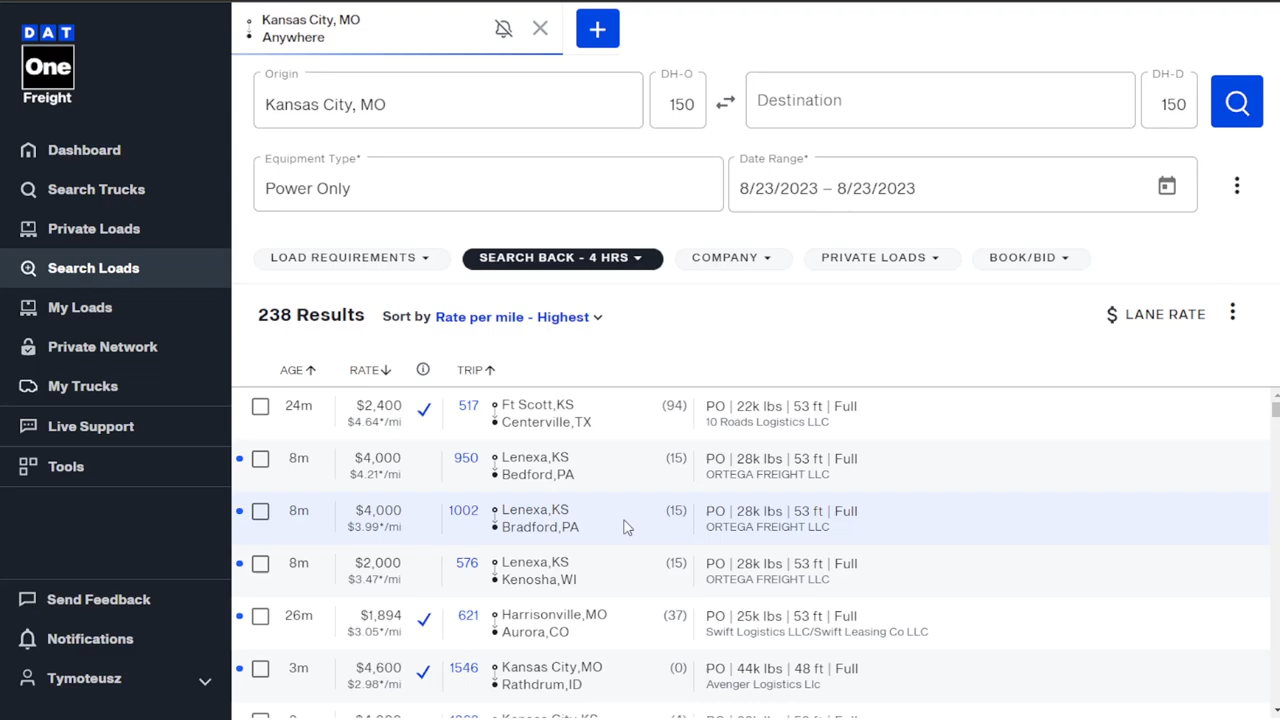 DAT
One
Freight
Dashboard
Search Trucks
Private Loads
Search Loads
My Loads
Private Network
My Trucks
Live Support
Tools
Send Feedback
Notifications
Tymoteusz
Kansas City, MO
Anywhere
+
Origin
Kansas City, MO
DH-O
150
Destination
DH-D
150
Equipment Type*
Power Only
Date Range*
8/23/2023 – 8/23/2023
LOAD REQUIREMENTS
SEARCH BACK - 4 HRS
COMPANY
PRIVATE LOADS
BOOK/BID
238 Results
Sort by Rate per mile - Highest
$ LANE RATE
AGE↑ RATE↓ TRIP↑
24m $2,400 517 Ft Scott,KS (94) PO | 22k lbs | 53 ft | Full
$4.64*/mi Centerville,TX 10 Roads Logistics LLC
8m $4,000 950 Lenexa,KS (15) PO | 28k lbs | 53 ft | Full
$4.21*/mi Bedford,PA ORTEGA FREIGHT LLC
8m $4,000 1002 Lenexa,KS (15) PO | 28k lbs | 53 ft | Full
$3.99*/mi Bradford,PA ORTEGA FREIGHT LLC
8m $2,000 576 Lenexa,KS (15) PO | 28k lbs | 53 ft | Full
$3.47*/mi Kenosha,WI ORTEGA FREIGHT LLC
26m $1,894 621 Harrisonville,MO (37) PO | 25k lbs | 53 ft | Full
$3.05*/mi Aurora,CO Swift Logistics LLC/Swift Leasing Co LLC
3m $4,600 1546 Kansas City,MO (0) PO | 44k lbs | 48 ft | Full
$2.98*/mi Rathdrum,ID Avenger Logistics Llc